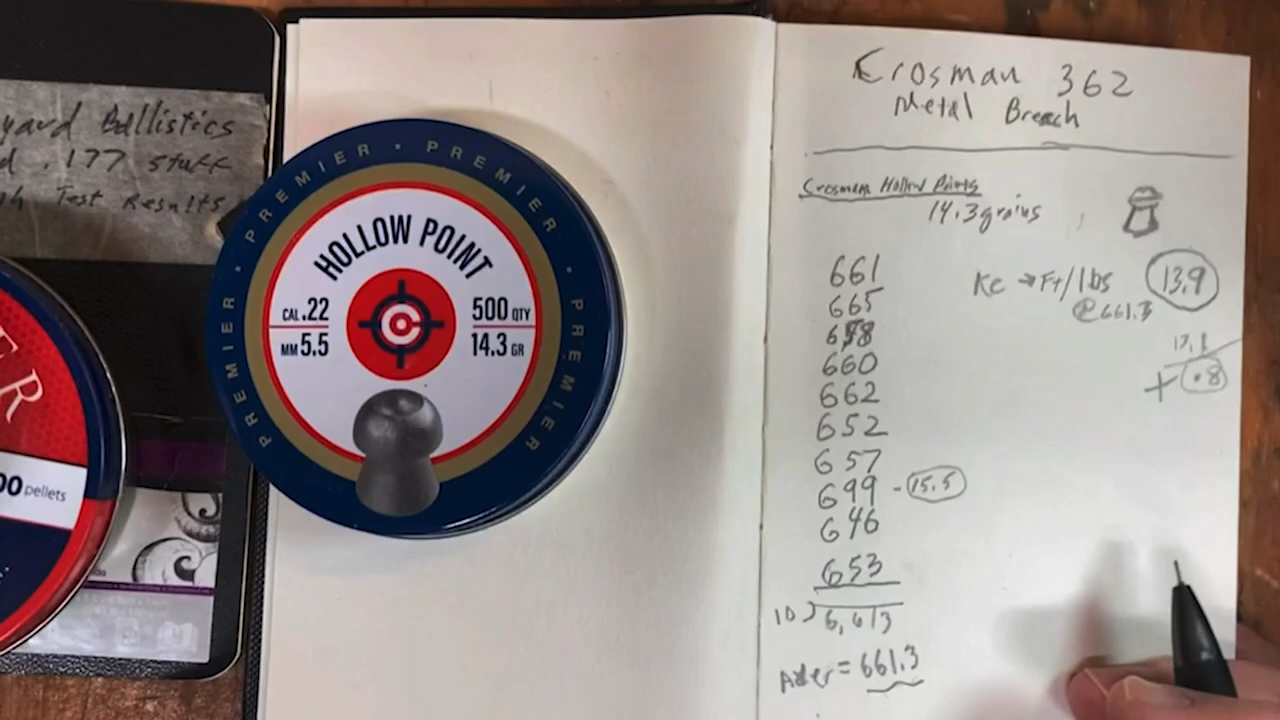 yard Ballistics
.177 stuff
Test Results
00 pellets
PREMIER • PREMIER • PREMIER • PREMIER
HOLLOW POINT
CAL .22
500 QTY
MM 5.5
14.3 GR
Crosman 362
Metal Breach
Crosman Hollow Points
14.3 grains
661
665
658
660
662
652
657
699 - 15.5
646
653
10 6,613
= 661.3
KE → Ft/lbs 13.9
@661.3
13.1
+ .8